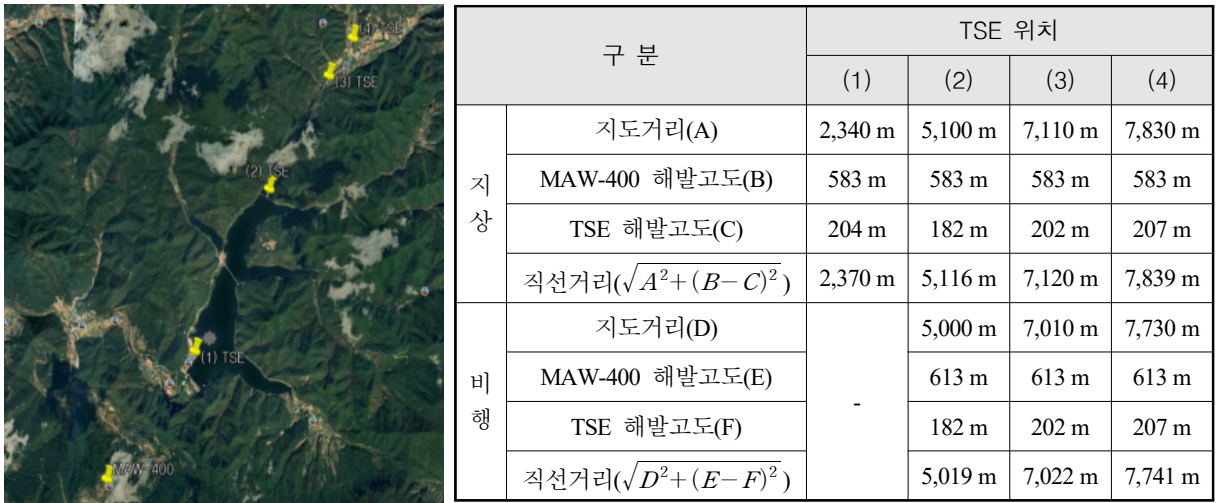 (4) TSE
(3) TSE
(2) TSE
(1) TSE
MAW-400
구 분
TSE 위치
(1) (2) (3) (4)
지상
지도거리(A) 2,340 m 5,100 m 7,110 m 7,830 m
MAW-400 해발고도(B) 583 m 583 m 583 m 583 m
TSE 해발고도(C) 204 m 182 m 202 m 207 m
직선거리(√A²+(B−C)²) 2,370 m 5,116 m 7,120 m 7,839 m
비행
지도거리(D) - 5,000 m 7,010 m 7,730 m
MAW-400 해발고도(E) 613 m 613 m 613 m
TSE 해발고도(F) 182 m 202 m 207 m
직선거리(√D²+(E−F)²) 5,019 m 7,022 m 7,741 m